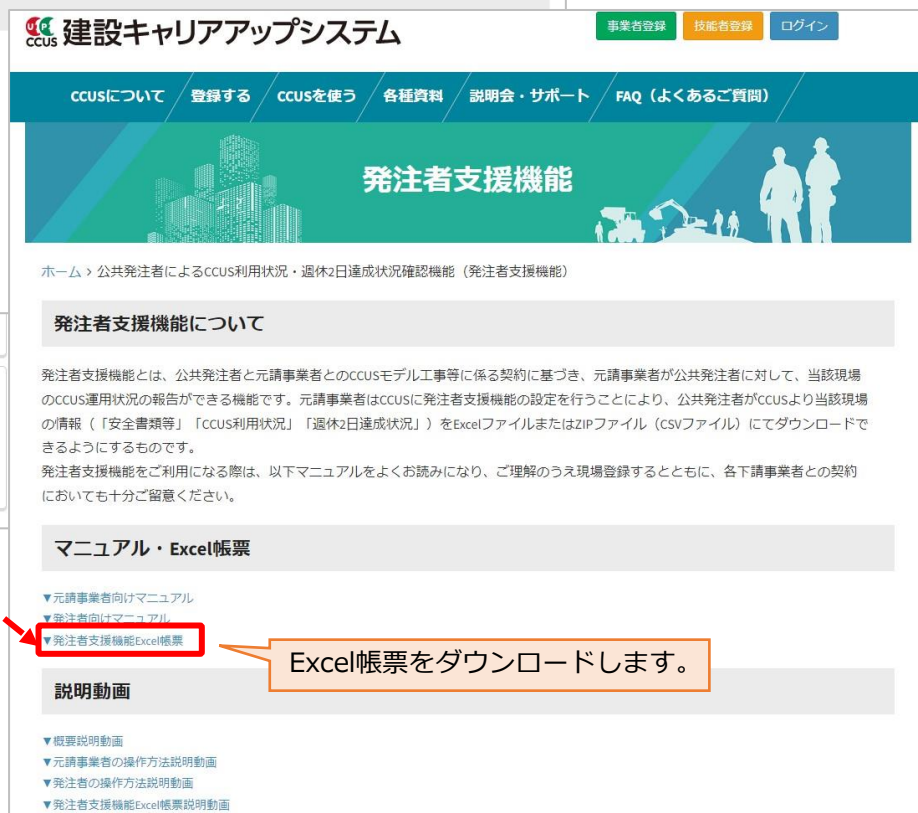 CCUS 建設キャリアアップシステム
事業者登録 技能者登録 ログイン
CCUSについて 登録する CCUSを使う 各種資料 説明会・サポート FAQ（よくあるご質問）
発注者支援機能
ホーム › 公共発注者によるCCUS利用状況・週休2日達成状況確認機能（発注者支援機能）
発注者支援機能について
発注者支援機能とは、公共発注者と元請事業者とのCCUSモデル工事等に係る契約に基づき、元請事業者が公共発注者に対して、当該現場
のCCUS運用状況の報告ができる機能です。元請事業者はCCUSに発注者支援機能の設定を行うことにより、公共発注者がCCUSより当該現場
の情報（「安全書類等」「CCUS利用状況」「週休2日達成状況」）をExcelファイルまたはZIPファイル（CSVファイル）にてダウンロードで
きるようにするものです。
発注者支援機能をご利用になる際は、以下マニュアルをよくお読みになり、ご理解のうえ現場登録するとともに、各下請事業者との契約
においても十分ご留意ください。
マニュアル・Excel帳票
▼元請事業者向けマニュアル
▼発注者向けマニュアル
▼発注者支援機能Excel帳票
Excel帳票をダウンロードします。
説明動画
▼概要説明動画
▼元請事業者の操作方法説明動画
▼発注者の操作方法説明動画
▼発注者支援機能Excel帳票説明動画